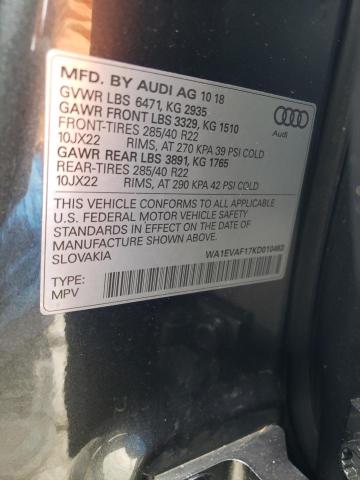 MFD. BY AUDI AG 10 18
GVWR LBS 6471, KG 2935
GAWR FRONT LBS 3329, KG 1510
FRONT-TIRES 285/40 R22
10JX22 RIMS, AT 270 KPA 39 PSI COLD
GAWR REAR LBS 3891, KG 1765
REAR-TIRES 285/40 R22
10JX22 RIMS, AT 290 KPA 42 PSI COLD
Audi
THIS VEHICLE CONFORMS TO ALL APPLICABLE
U.S. FEDERAL MOTOR VEHICLE SAFETY
STANDARDS IN EFFECT ON THE DATE OF
MANUFACTURE SHOWN ABOVE.
SLOVAKIA
WA1EVAF17KD010463
TYPE:
MPV